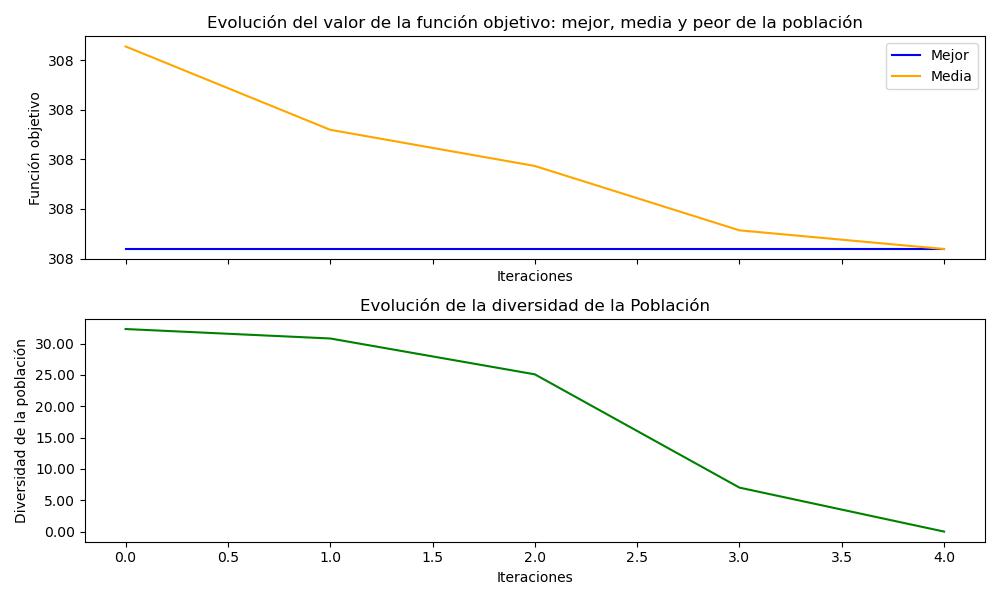 Evolución del valor de la función objetivo: mejor, media y peor de la población
308
308
308
308
308
Función objetivo
Mejor
Media
Iteraciones
Evolución de la diversidad de la Población
30.00
25.00
20.00
15.00
10.00
5.00
0.00
Diversidad de la población
0.0 0.5 1.0 1.5 2.0 2.5 3.0 3.5 4.0
Iteraciones